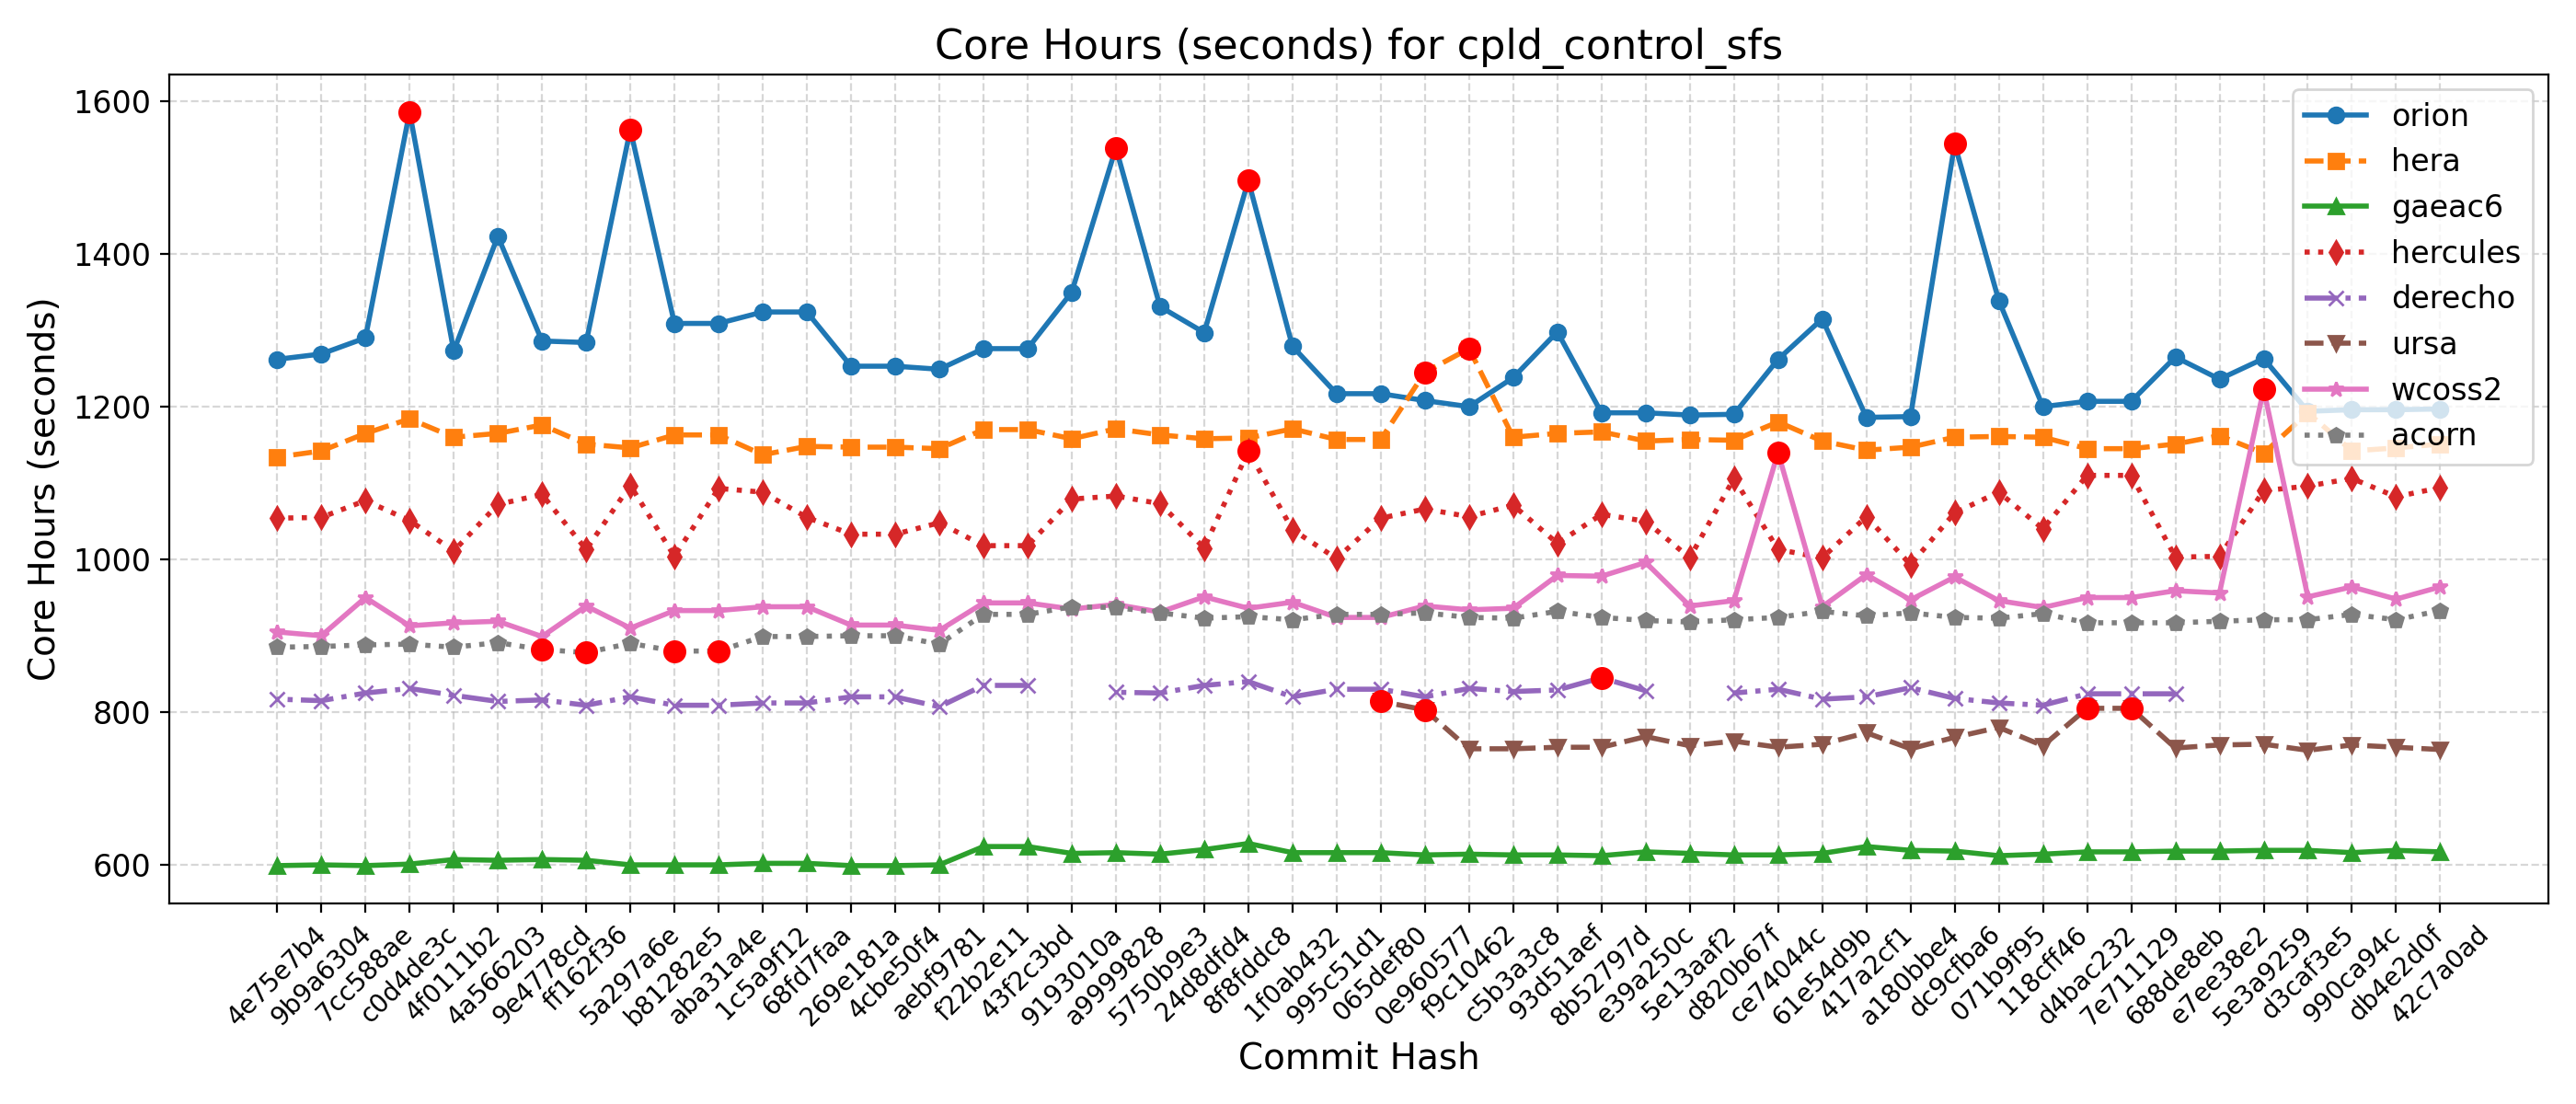 Core Hours (seconds) for cpld_control_sfs
Core Hours (seconds)
1600
1400
1200
1000
800
600
orion
hera
gaeac6
hercules
derecho
ursa
wcoss2
acorn
4e75e7b4
9b9a6304
7cc588ae
c0d4de3c
4f0111b2
4a566203
9e4778cd
ff162f36
5a297a6e
b81282e5
aba31a4e
1c5a9f12
68fd7faa
269e181a
4cbe50f4
aebf9781
f22b2e11
43f2c3bd
9193010a
a9999828
5750b9e3
24d8dfd4
8f8fddc8
1f0ab432
995c51d1
065def80
0e960577
f9c10462
c5b3a3c8
93d51aef
8b52797d
e39a250c
5e13aaf2
d820b67f
ce74044c
61e54d9b
417a2cf1
a180bbe4
dc9cfba6
071b9f95
118cff46
d4bac232
7e711129
688de8eb
e7ee38e2
5e3a9259
d3caf3e5
990ca94c
db4e2d0f
42c7a0ad
Commit Hash